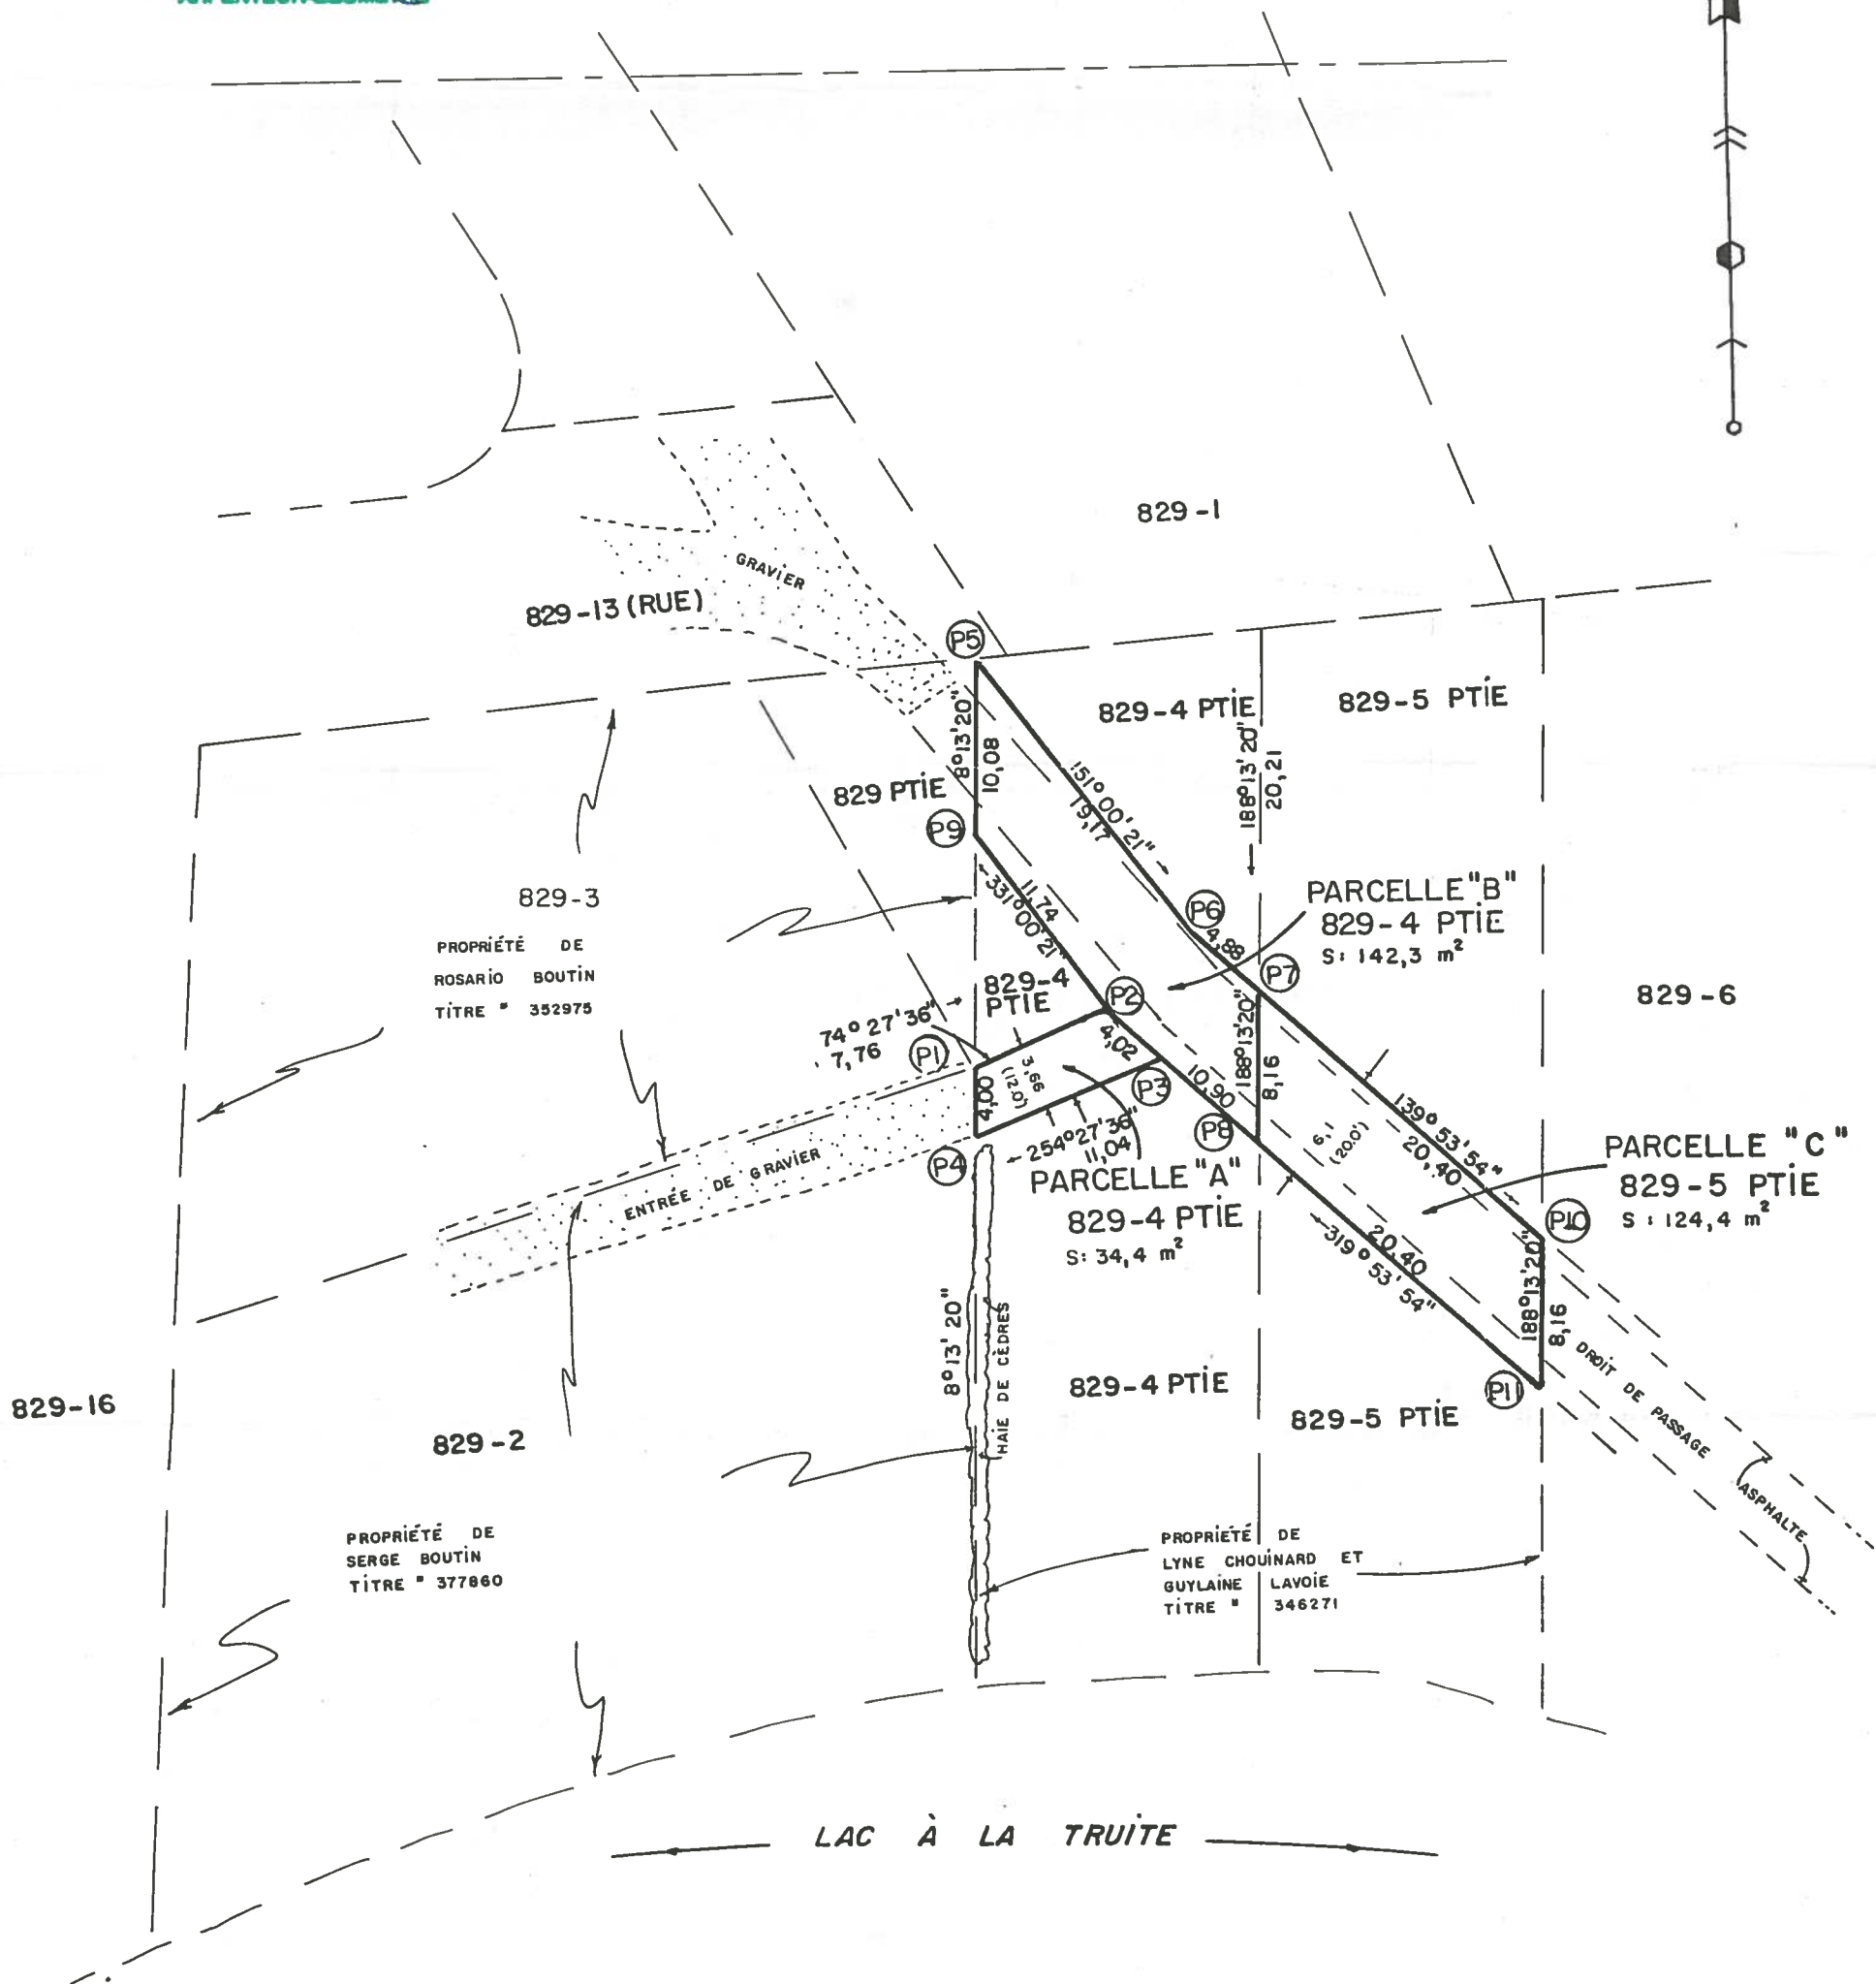 829-1
GRAVIER
829-13 (RUE)
P5
829-4 PTIE
829-5 PTIE
8°13'20"
10,08
188°13'20"
20,21
151°00'21"
19,17
829 PTIE
P9
829-3
PARCELLE "B"
829-4 PTIE
S: 142,3 m²
P6
4,88
11,74
331°00'21"
PROPRIÉTÉ DE
ROSARIO BOUTIN
TITRE # 352975
829-4
PTIE
P7
P2
829-6
74°27'36"
7,76
P1
4,02
188°13'20"
8,16
3,66
(12.0')
4,00
P3
10,90
139°53'54"
20,40
P8
6,1
(20.0')
254°27'36"
11,04
P4
ENTRÉE DE GRAVIER
PARCELLE "A"
829-4 PTIE
S: 34,4 m²
PARCELLE "C"
829-5 PTIE
S : 124,4 m²
P10
20,40
319°53'54"
188°13'20"
8,16
8°13'20"
HAIE DE CÈDRES
829-4 PTIE
P11
829-5 PTIE
DROIT DE PASSAGE
829-16
829-2
ASPHALTE
PROPRIÉTÉ DE
SERGE BOUTIN
TITRE # 377860
PROPRIÉTÉ DE
LYNE CHOUINARD ET
GUYLAINE LAVOIE
TITRE # 346271
LAC À LA TRUITE